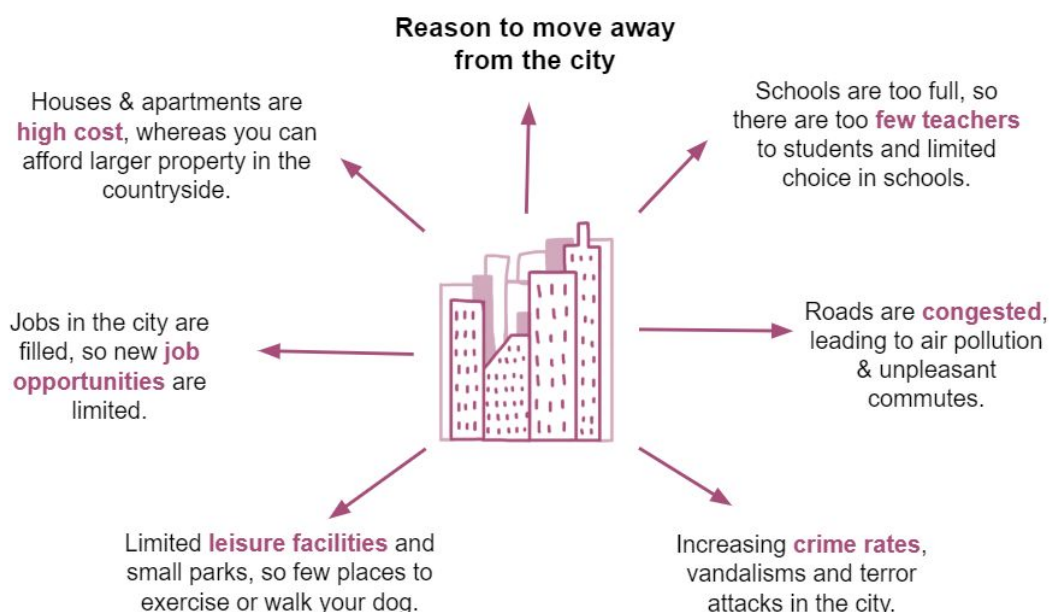 Reason to move away
from the city
Houses & apartments are
high cost, whereas you can
afford larger property in the
countryside.
Schools are too full, so
there are too few teachers
to students and limited
choice in schools.
Jobs in the city are
filled, so new job
opportunities are
limited.
Roads are congested,
leading to air pollution
& unpleasant
commutes.
Limited leisure facilities and
small parks, so few places to
exercise or walk your dog.
Increasing crime rates,
vandalisms and terror
attacks in the city.